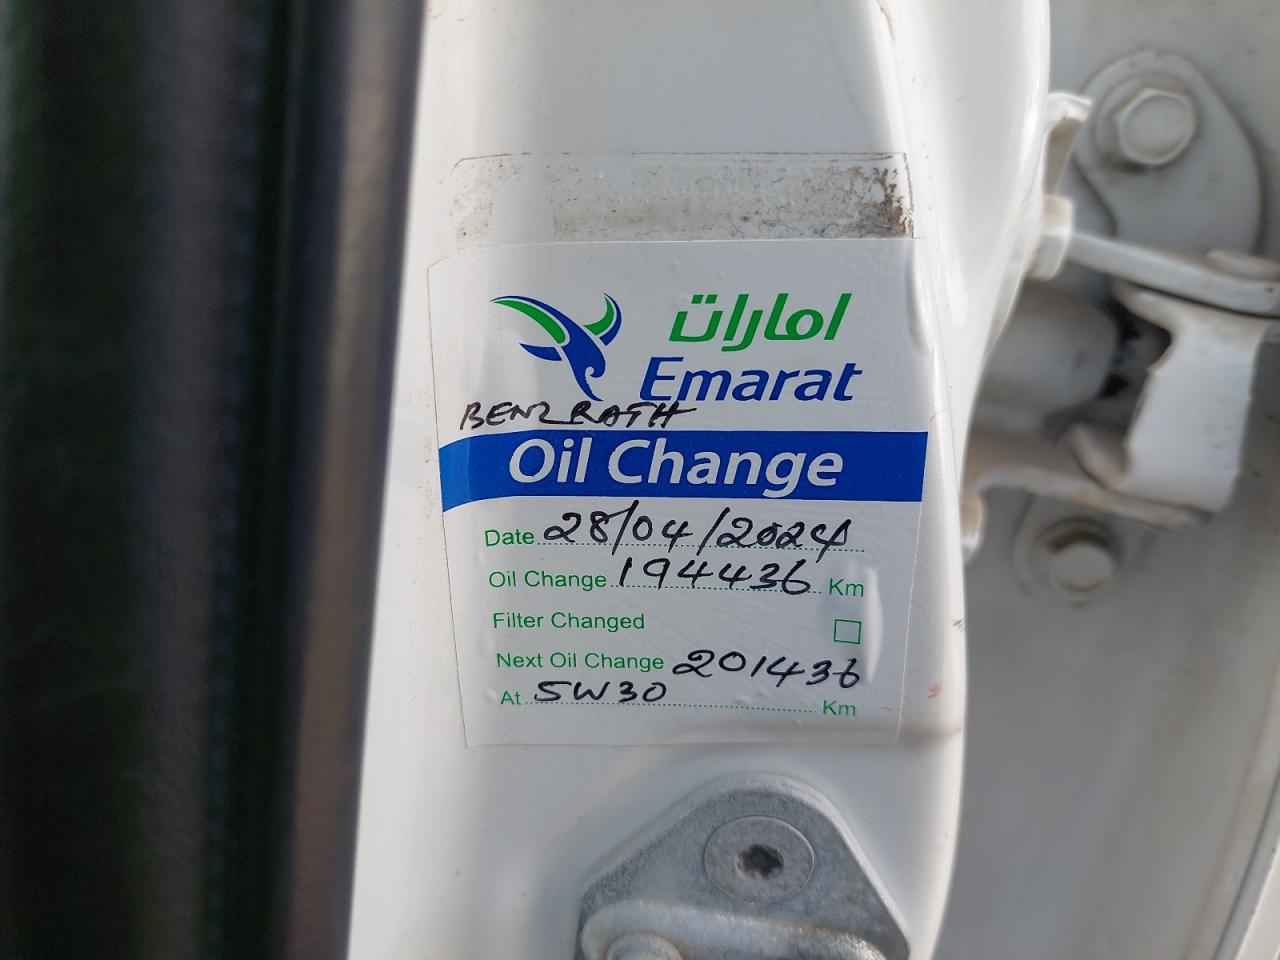 امارات
Emarat
BENZRATH
Oil Change
Date 28/04/2024
Oil Change 194436 Km
Filter Changed
Next Oil Change 201436
At 5W30 Km